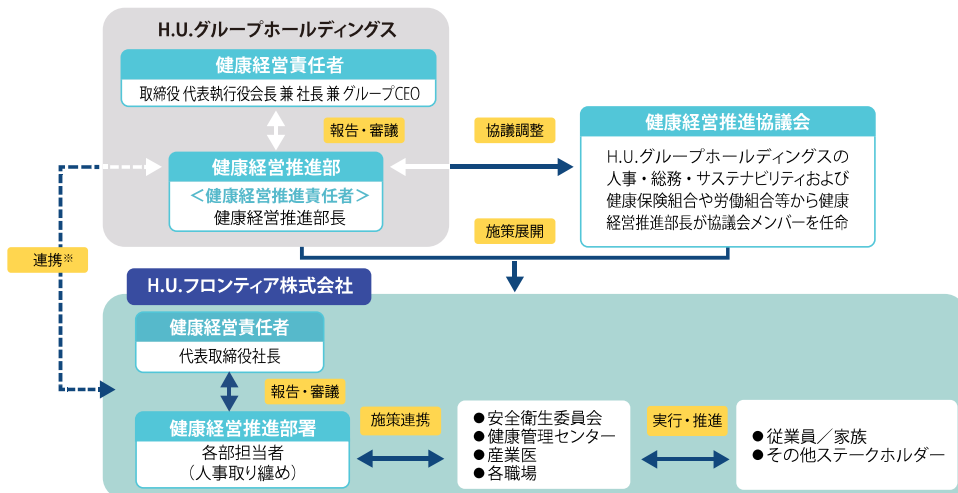 H.U.グループホールディングス
健康経営責任者
取締役 代表執行役会長 兼 社長 兼 グループCEO
報告・審議
健康経営推進部
＜健康経営推進責任者＞
健康経営推進部長
協議調整
健康経営推進協議会
H.U.グループホールディングスの
人事・総務・サステナビリティおよび
健康保険組合や労働組合等から健康
経営推進部長が協議会メンバーを任命
施策展開
連携※
H.U.フロンティア株式会社
健康経営責任者
代表取締役社長
報告・審議
健康経営推進部署
各部担当者
（人事取り纏め）
施策連携
●安全衛生委員会
●健康管理センター
●産業医
●各職場
実行・推進
●従業員／家族
●その他ステークホルダー